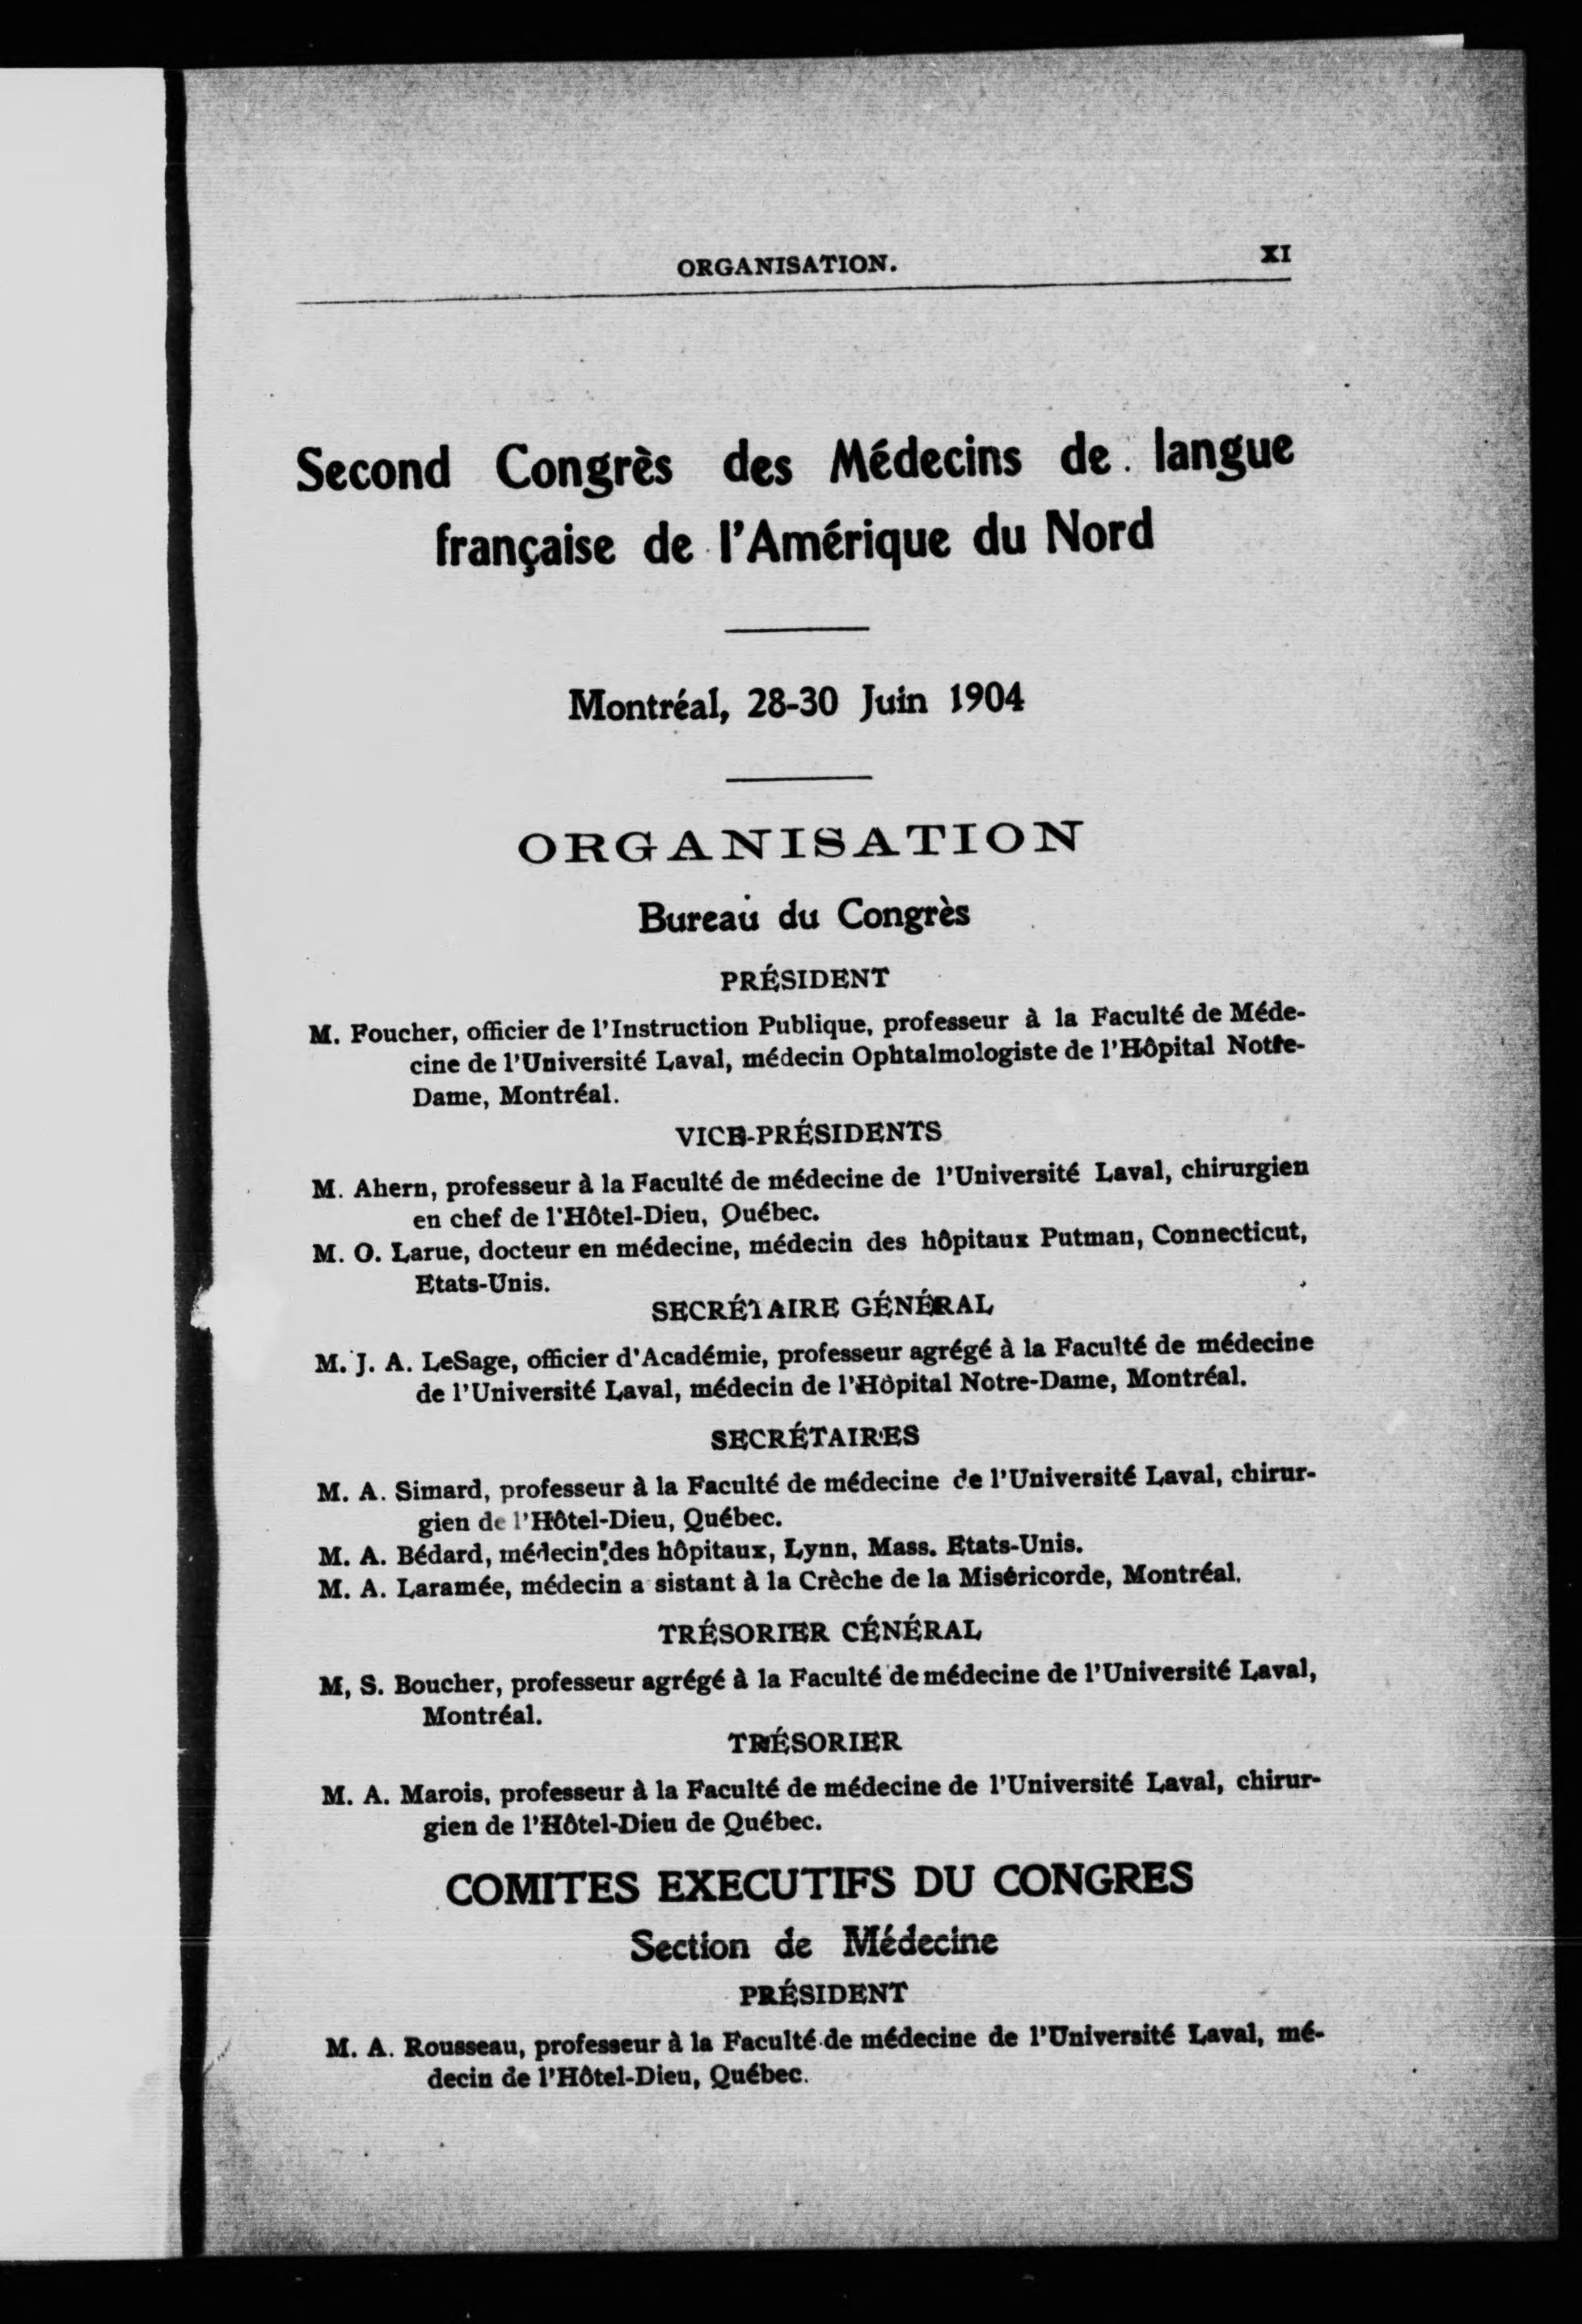 ORGANISATION. XI
Second Congrès des Médecins de langue
française de l'Amérique du Nord
Montréal, 28-30 Juin 1904
ORGANISATION
Bureau du Congrès
PRÉSIDENT
M. Foucher, officier de l'Instruction Publique, professeur à la Faculté de Méde-
cine de l'Université Laval, médecin Ophtalmologiste de l'Hôpital Notre-
Dame, Montréal.
VICE-PRÉSIDENTS
M. Ahern, professeur à la Faculté de médecine de l'Université Laval, chirurgien
en chef de l'Hôtel-Dieu, Québec.
M. O. Larue, docteur en médecine, médecin des hôpitaux Putman, Connecticut,
Etats-Unis.
SECRÉTAIRE GÉNÉRAL
M. J. A. LeSage, officier d'Académie, professeur agrégé à la Faculté de médecine
de l'Université Laval, médecin de l'Hôpital Notre-Dame, Montréal.
SECRÉTAIRES
M. A. Simard, professeur à la Faculté de médecine de l'Université Laval, chirur-
gien de l'Hôtel-Dieu, Québec.
M. A. Bédard, médecin des hôpitaux, Lynn, Mass. Etats-Unis.
M. A. Laramée, médecin a sistant à la Crèche de la Miséricorde, Montréal.
TRÉSORIER CÉNÉRAL
M, S. Boucher, professeur agrégé à la Faculté de médecine de l'Université Laval,
Montréal.
TRÉSORIER
M. A. Marois, professeur à la Faculté de médecine de l'Université Laval, chirur-
gien de l'Hôtel-Dieu de Québec.
COMITES EXECUTIFS DU CONGRES
Section de Médecine
PRÉSIDENT
M. A. Rousseau, professeur à la Faculté de médecine de l'Université Laval, mé-
decin de l'Hôtel-Dieu, Québec.